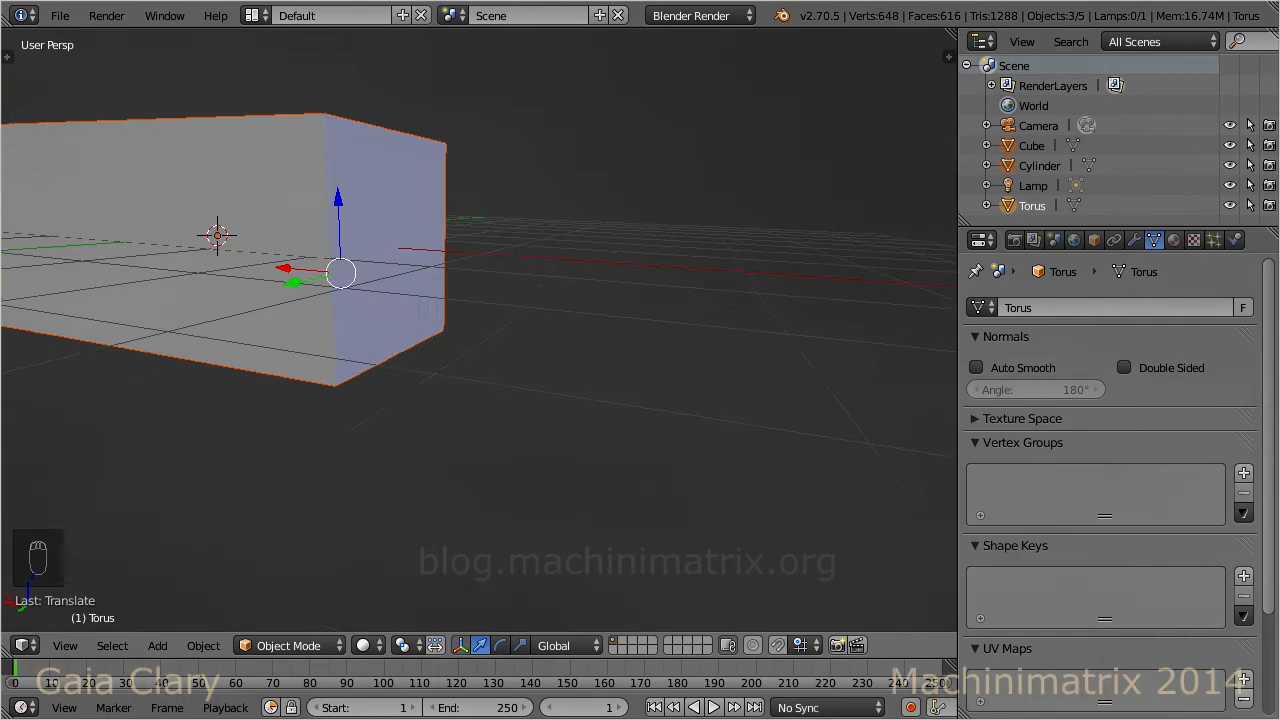 File Render Window Help Default Scene Blender Render v2.70.5 | Verts:648 | Faces:616 | Tris:1288 | Objects:3/5 | Lamps:0/1 | Mem:16.74M | Torus
User Persp
View Search All Scenes
Scene
RenderLayers
World
Camera
Cube
Cylinder
Lamp
Torus
Torus Torus
Torus F
Normals
Auto Smooth Double Sided
Angle: 180°
Texture Space
Vertex Groups
Shape Keys
UV Maps
blog.machinimatrix.org
Last: Translate
(1) Torus
View Select Add Object Object Mode Global
0 10 20 30 40 50 60 70 80 90 100 110 120 130 140 150 160 170 180 190 200 210 220 230 240 250
Gaia Clary Machinimatrix 2014
View Marker Frame Playback Start: 1 End: 250 1 No Sync